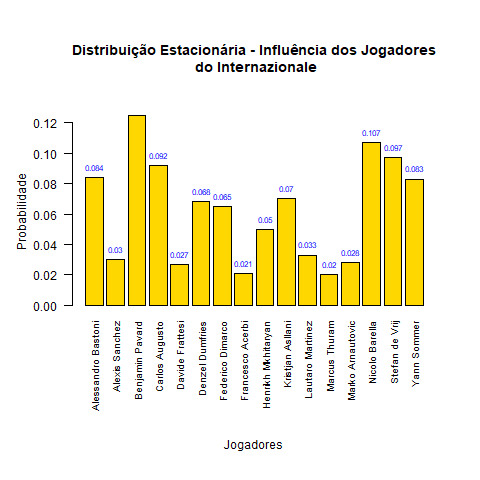 Distribuição Estacionária - Influência dos Jogadores
do Internazionale
Probabilidade
0.12
0.10
0.08
0.06
0.04
0.02
0.00
0.084
0.03
0.092
0.027
0.068
0.065
0.021
0.05
0.07
0.033
0.02
0.028
0.107
0.097
0.083
Alessandro Bastoni
Alexis Sanchez
Benjamin Pavard
Carlos Augusto
Davide Frattesi
Denzel Dumfries
Federico Dimarco
Francesco Acerbi
Henrikh Mkhitaryan
Kristjan Asllani
Lautaro Martinez
Marcus Thuram
Marko Arnautovic
Nicolo Barella
Stefan de Vrij
Yann Sommer
Jogadores